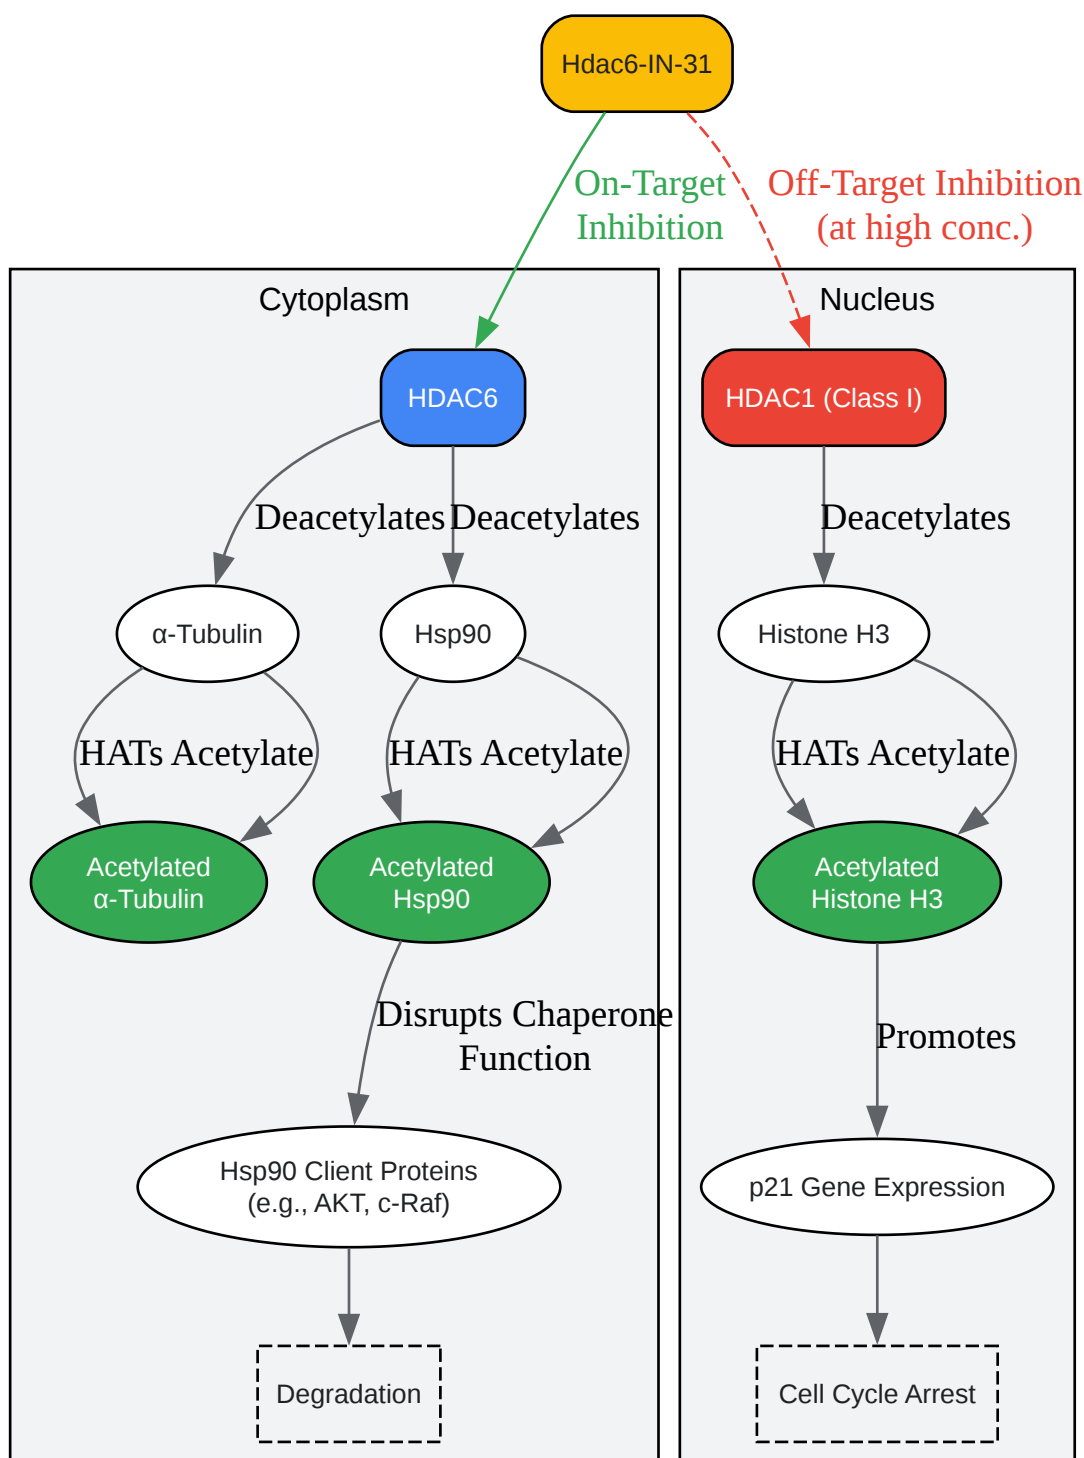 Hdac6-IN-31
On-Target
Inhibition
Off-Target Inhibition
(at high conc.)
Cytoplasm
Nucleus
HDAC6
HDAC1 (Class I)
Deacetylates
Deacetylates
Deacetylates
α-Tubulin
Hsp90
Histone H3
HATs Acetylate
HATs Acetylate
HATs Acetylate
Acetylated
α-Tubulin
Acetylated
Hsp90
Acetylated
Histone H3
Disrupts Chaperone
Function
Promotes
Hsp90 Client Proteins
(e.g., AKT, c-Raf)
p21 Gene Expression
Degradation
Cell Cycle Arrest